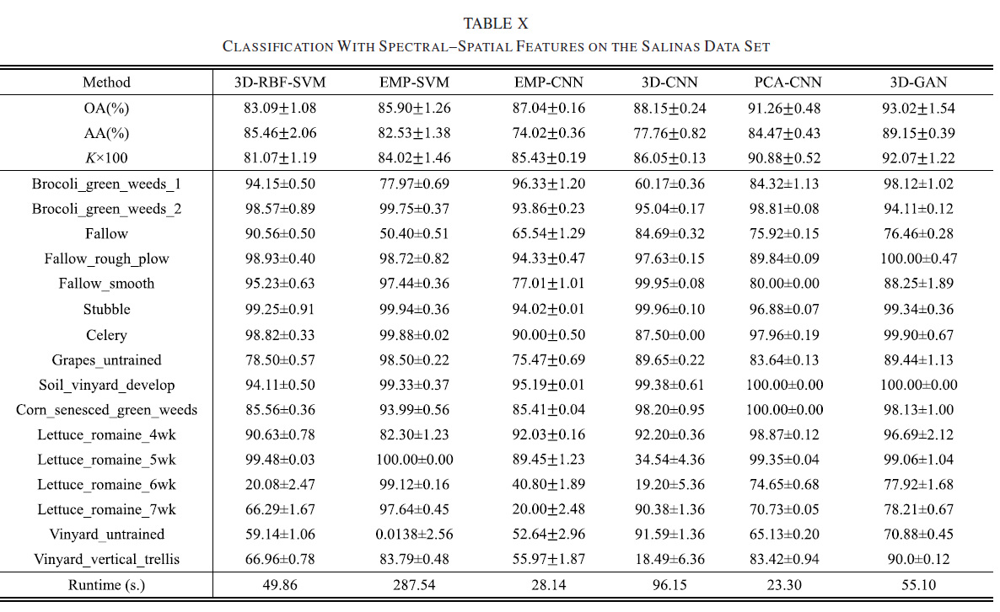 TABLE X
CLASSIFICATION WITH SPECTRAL–SPATIAL FEATURES ON THE SALINAS DATA SET
Method 3D-RBF-SVM EMP-SVM EMP-CNN 3D-CNN PCA-CNN 3D-GAN
OA(%) 83.09±1.08 85.90±1.26 87.04±0.16 88.15±0.24 91.26±0.48 93.02±1.54
AA(%) 85.46±2.06 82.53±1.38 74.02±0.36 77.76±0.82 84.47±0.43 89.15±0.39
K×100 81.07±1.19 84.02±1.46 85.43±0.19 86.05±0.13 90.88±0.52 92.07±1.22
Brocoli_green_weeds_1 94.15±0.50 77.97±0.69 96.33±1.20 60.17±0.36 84.32±1.13 98.12±1.02
Brocoli_green_weeds_2 98.57±0.89 99.75±0.37 93.86±0.23 95.04±0.17 98.81±0.08 94.11±0.12
Fallow 90.56±0.50 50.40±0.51 65.54±1.29 84.69±0.32 75.92±0.15 76.46±0.28
Fallow_rough_plow 98.93±0.40 98.72±0.82 94.33±0.47 97.63±0.15 89.84±0.09 100.00±0.47
Fallow_smooth 95.23±0.63 97.44±0.36 77.01±1.01 99.95±0.08 80.00±0.00 88.25±1.89
Stubble 99.25±0.91 99.94±0.36 94.02±0.01 99.96±0.10 96.88±0.07 99.34±0.36
Celery 98.82±0.33 99.88±0.02 90.00±0.50 87.50±0.00 97.96±0.19 99.90±0.67
Grapes_untrained 78.50±0.57 98.50±0.22 75.47±0.69 89.65±0.22 83.64±0.13 89.44±1.13
Soil_vinyard_develop 94.11±0.50 99.33±0.37 95.19±0.01 99.38±0.61 100.00±0.00 100.00±0.00
Corn_senesced_green_weeds 85.56±0.36 93.99±0.56 85.41±0.04 98.20±0.95 100.00±0.00 98.13±1.00
Lettuce_romaine_4wk 90.63±0.78 82.30±1.23 92.03±0.16 92.20±0.36 98.87±0.12 96.69±2.12
Lettuce_romaine_5wk 99.48±0.03 100.00±0.00 89.45±1.23 34.54±4.36 99.35±0.04 99.06±1.04
Lettuce_romaine_6wk 20.08±2.47 99.12±0.16 40.80±1.89 19.20±5.36 74.65±0.68 77.92±1.68
Lettuce_romaine_7wk 66.29±1.67 97.64±0.45 20.00±2.48 90.38±1.36 70.73±0.05 78.21±0.67
Vinyard_untrained 59.14±1.06 0.0138±2.56 52.64±2.96 91.59±1.36 65.13±0.20 70.88±0.45
Vinyard_vertical_trellis 66.96±0.78 83.79±0.48 55.97±1.87 18.49±6.36 83.42±0.94 90.0±0.12
Runtime (s.) 49.86 287.54 28.14 96.15 23.30 55.10